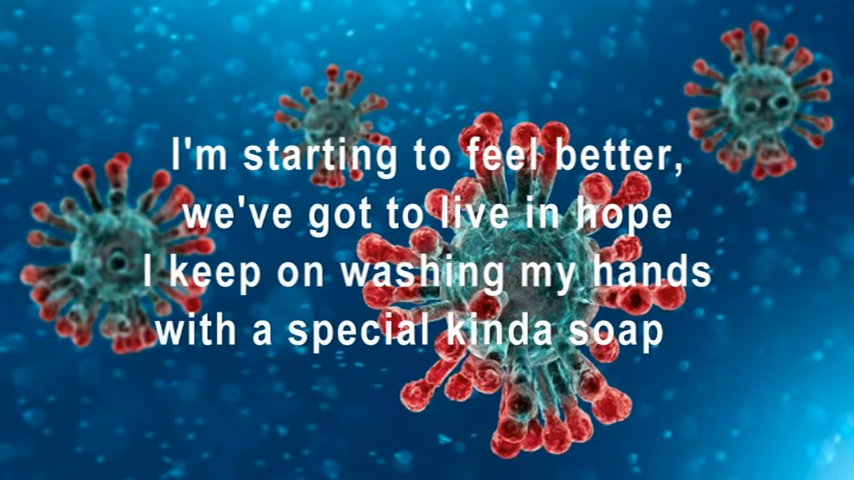 I'm starting to feel better,
we've got to live in hope
I keep on washing my hands
with a special kinda soap